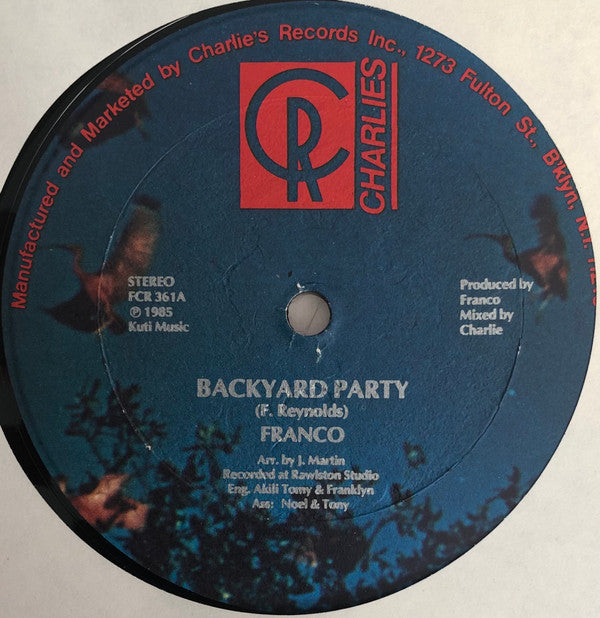 Manufactured and Marketed by Charlie's Records Inc., 1273 Fulton St., B'klyn, N.Y.
CR
CHARLIES
STEREO
FCR 361A
℗ 1985
Kuti Music
Produced by
Franco
Mixed by
Charlie
BACKYARD PARTY
(F. Reynolds)
FRANCO
Arr. by J. Martin
Recorded at Rawlston Studio
Eng. Akili Tomy & Franklyn
Ass: Noel & Tony